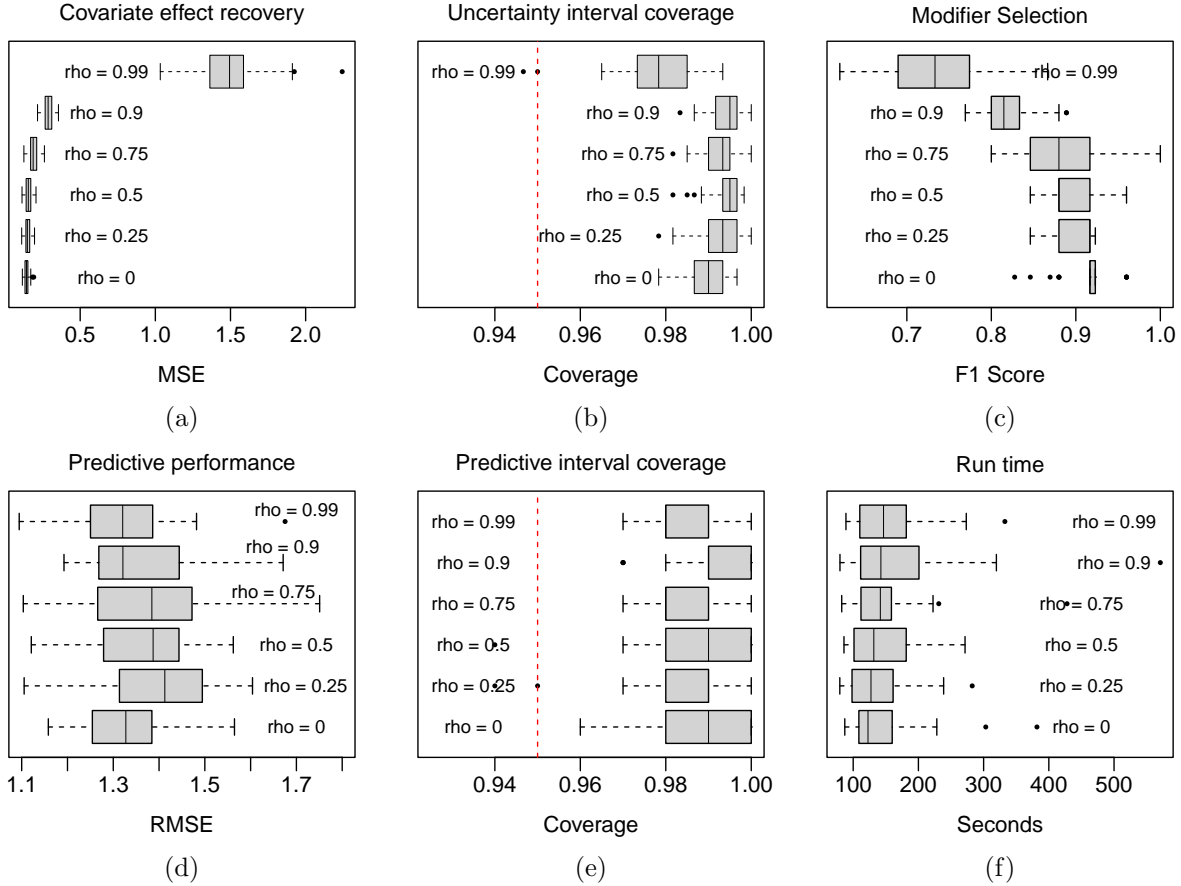 Covariate effect recovery
rho = 0.99
rho = 0.9
rho = 0.75
rho = 0.5
rho = 0.25
rho = 0
0.5 1.0 1.5 2.0
MSE
(a)
Uncertainty interval coverage
rho = 0.99
rho = 0.9
rho = 0.75
rho = 0.5
rho = 0.25
rho = 0
0.94 0.96 0.98 1.00
Coverage
(b)
Modifier Selection
rho = 0.99
rho = 0.9
rho = 0.75
rho = 0.5
rho = 0.25
rho = 0
0.7 0.8 0.9 1.0
F1 Score
(c)
Predictive performance
rho = 0.99
rho = 0.9
rho = 0.75
rho = 0.5
rho = 0.25
rho = 0
1.1 1.3 1.5 1.7
RMSE
(d)
Predictive interval coverage
rho = 0.99
rho = 0.9
rho = 0.75
rho = 0.5
rho = 0.25
rho = 0
0.94 0.96 0.98 1.00
Coverage
(e)
Run time
rho = 0.99
rho = 0.9
rho = 0.75
rho = 0.5
rho = 0.25
rho = 0
100 200 300 400 500
Seconds
(f)